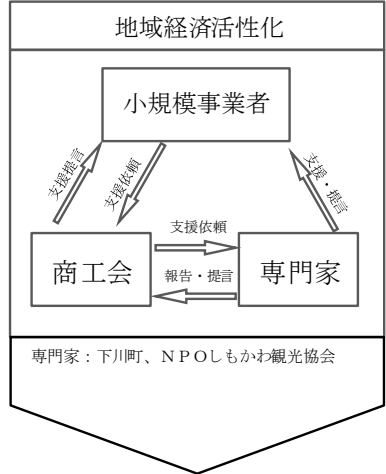 地域経済活性化
小規模事業者
支援提言
支援依頼
支援・提言
支援依頼
商工会
報告・提言
専門家
専門家：下川町、ＮＰＯしもかわ観光協会